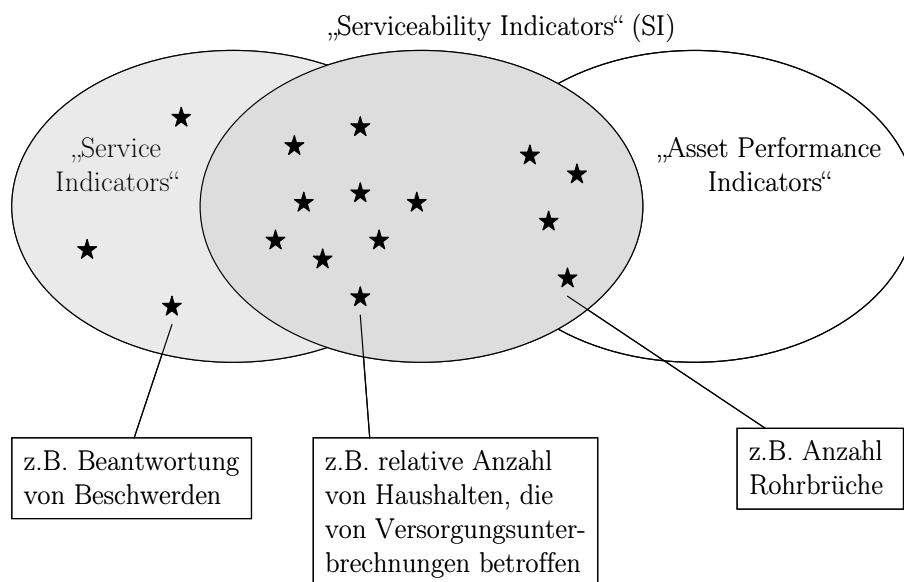 „Serviceability Indicators“ (SI)
„Service
Indicators“
„Asset Performance
Indicators“
z.B. Beantwortung
von Beschwerden
z.B. relative Anzahl
von Haushalten, die
von Versorgungsunter-
brechnungen betroffen
z.B. Anzahl
Rohrbrüche